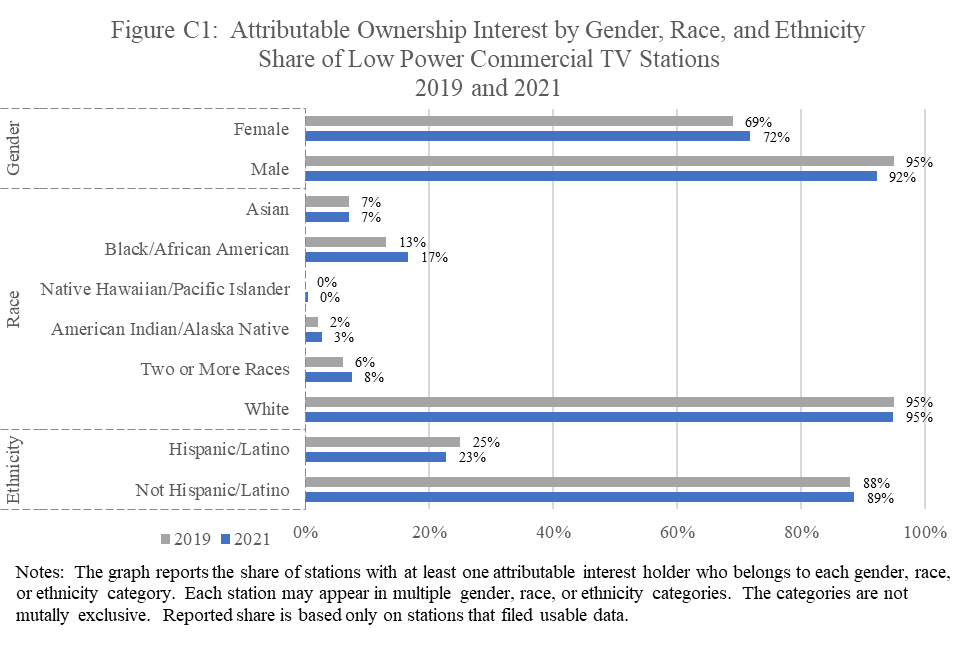 Figure C1:  Attributable Ownership Interest by Gender, Race, and Ethnicity
Share of Low Power Commercial TV Stations
2019 and 2021
Gender
Female
69%
72%
Male
95%
92%
Race
Asian
7%
7%
Black/African American
13%
17%
Native Hawaiian/Pacific Islander
0%
0%
American Indian/Alaska Native
2%
3%
Two or More Races
6%
8%
White
95%
95%
Ethnicity
Hispanic/Latino
25%
23%
Not Hispanic/Latino
88%
89%
0% 20% 40% 60% 80% 100%
2019 2021
Notes:  The graph reports the share of stations with at least one attributable interest holder who belongs to each gender, race,
or ethnicity category.  Each station may appear in multiple gender, race, or ethnicity categories.  The categories are not
mutally exclusive.  Reported share is based only on stations that filed usable data.